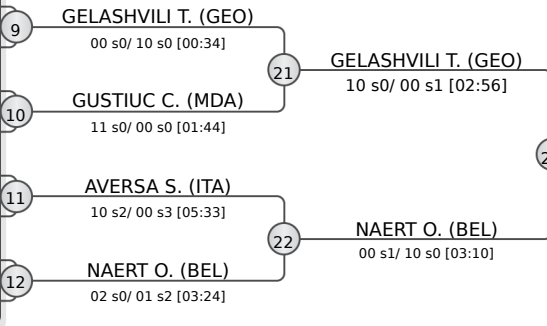 9
GELASHVILI T. (GEO)
00 s0/ 10 s0 [00:34]
21
GELASHVILI T. (GEO)
10 s0/ 00 s1 [02:56]
10
GUSTIUC C. (MDA)
11 s0/ 00 s0 [01:44]
11
AVERSA S. (ITA)
10 s2/ 00 s3 [05:33]
22
NAERT O. (BEL)
00 s1/ 10 s0 [03:10]
12
NAERT O. (BEL)
02 s0/ 01 s2 [03:24]